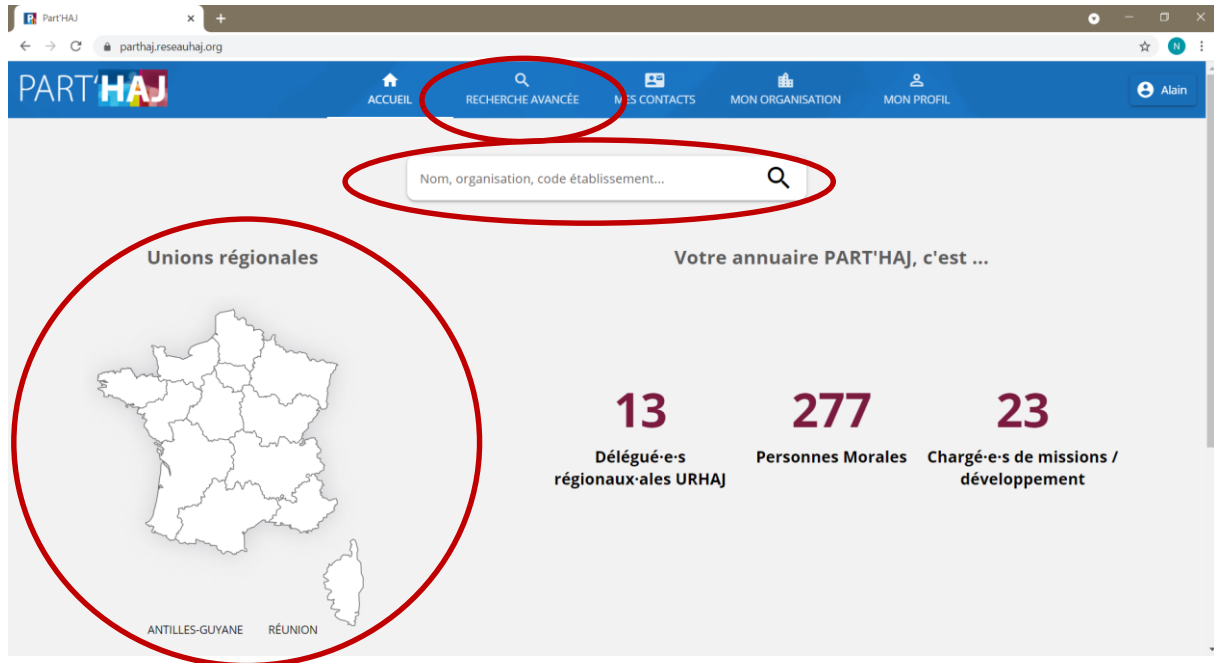 Part'HAJ
parthaj.reseauhaj.org
N
PART'HAJ
ACCUEIL
RECHERCHE AVANCÉE
MES CONTACTS
MON ORGANISATION
MON PROFIL
Alain
Nom, organisation, code établissement...
Unions régionales
Votre annuaire PART'HAJ, c'est ...
13
277
23
Délégué·e·s
régionaux·ales URHAJ
Personnes Morales
Chargé·e·s de missions /
développement
ANTILLES-GUYANE
RÉUNION